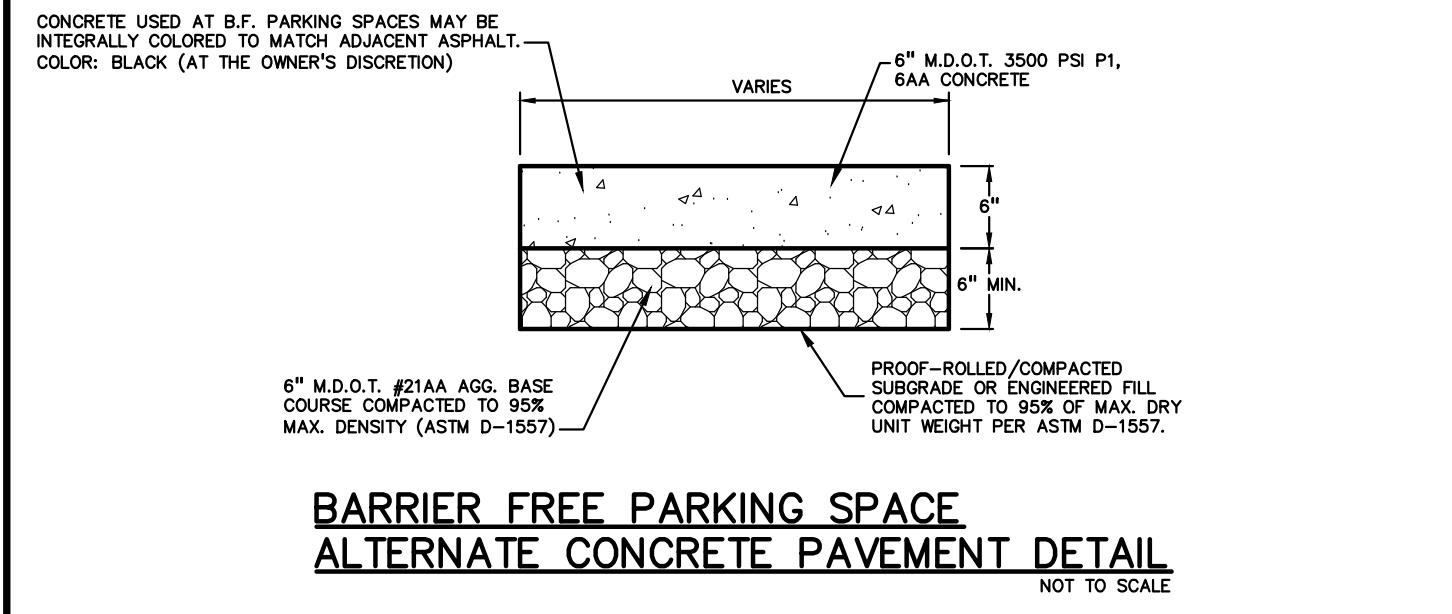 CONCRETE USED AT B.F. PARKING SPACES MAY BE
INTEGRALLY COLORED TO MATCH ADJACENT ASPHALT.
COLOR: BLACK (AT THE OWNER'S DISCRETION)
6" M.D.O.T. 3500 PSI P1,
6AA CONCRETE
VARIES
6"
6" MIN.
6" M.D.O.T. #21AA AGG. BASE
COURSE COMPACTED TO 95%
MAX. DENSITY (ASTM D-1557)
PROOF-ROLLED/COMPACTED
SUBGRADE OR ENGINEERED FILL
COMPACTED TO 95% OF MAX. DRY
UNIT WEIGHT PER ASTM D-1557.
BARRIER FREE PARKING SPACE
ALTERNATE CONCRETE PAVEMENT DETAIL
NOT TO SCALE